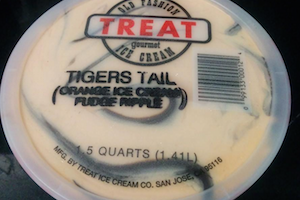 OLD FASHION
TREAT
gourmet
ICE CREAM
TIGERS TAIL
(ORANGE ICE CREAM
FUDGE RIPPLE)
1.5 QUARTS (1.41L)
MFG. BY TREAT ICE CREAM CO. SAN JOSE,